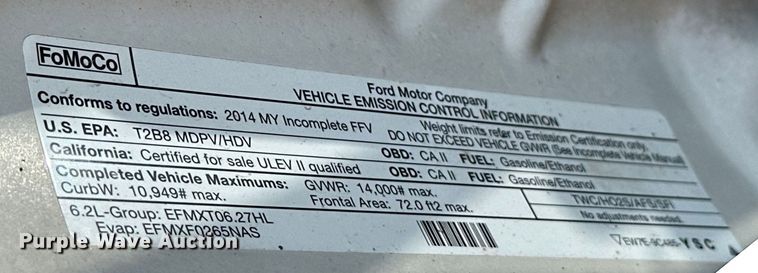 FoMoCo
Ford Motor Company
VEHICLE EMISSION CONTROL INFORMATION
Conforms to regulations: 2014 MY Incomplete FFV
Weight limits refer to Emission Certification only.
DO NOT EXCEED VEHICLE GVWR (See Incomplete Vehicle Manual
U.S. EPA: T2B8 MDPV/HDV OBD: CA II FUEL: Gasoline/Ethanol
California: Certified for sale ULEV II qualified OBD: CA II FUEL: Gasoline/Ethanol
Completed Vehicle Maximums: GVWR: 14,000# max.
CurbW: 10,949# max. Frontal Area: 72.0 ft2 max.
TWC/HO2S/AFS/SFI
No adjustments needed.
6.2L-Group: EFMXT06.27HL
Evap: EFMXF0265NAS
EW7E-9C485- Y S C
Purple Wave Auction